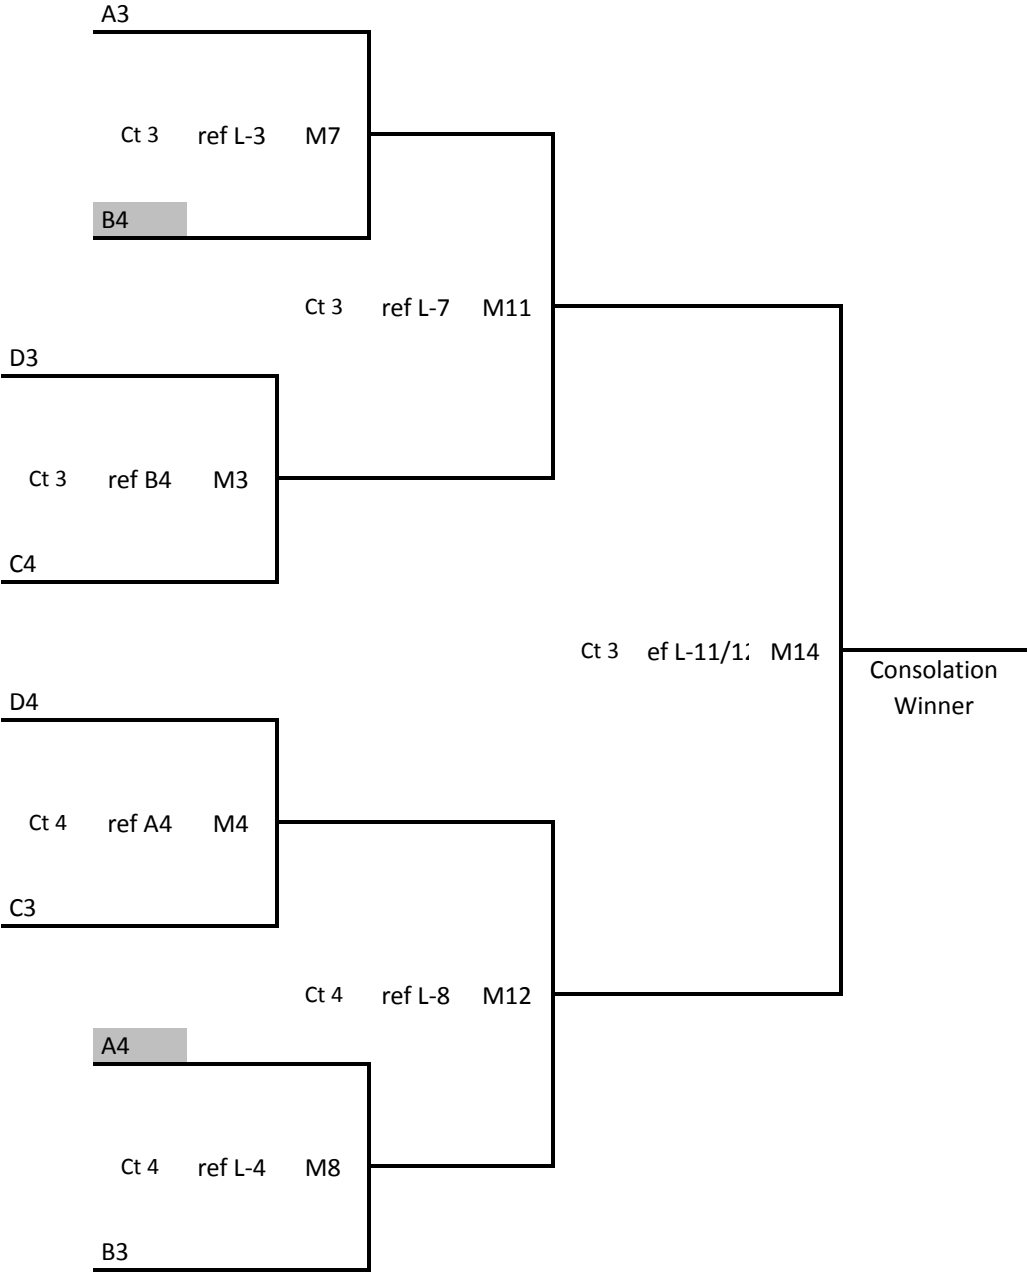 A3
Ct 3 ref L-3 M7
B4
Ct 3 ref L-7 M11
D3
Ct 3 ref B4 M3
C4
Ct 3 ef L-11/12 M14
Consolation
Winner
D4
Ct 4 ref A4 M4
C3
Ct 4 ref L-8 M12
A4
Ct 4 ref L-4 M8
B3